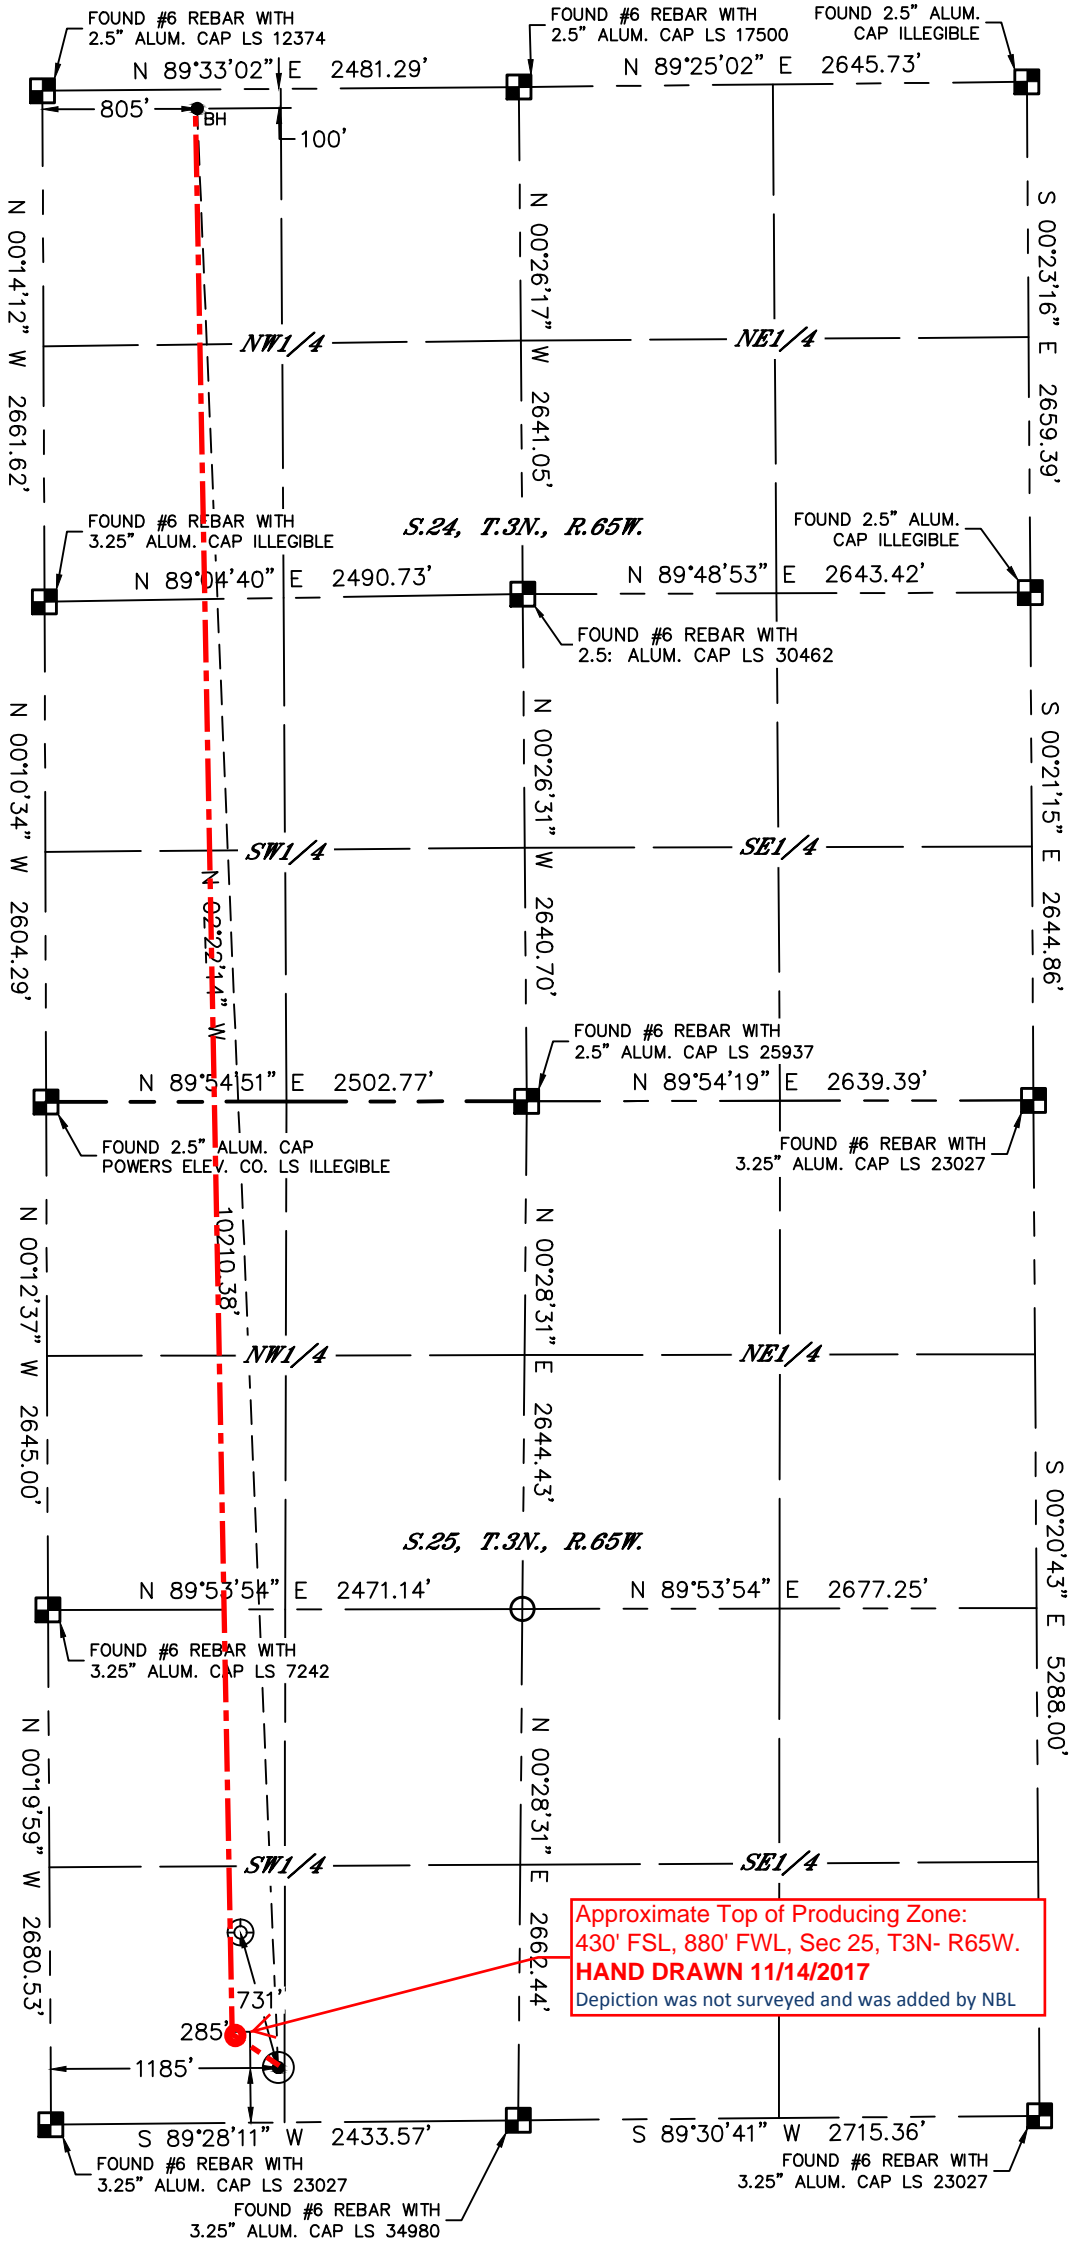 FOUND #6 REBAR WITH
2.5" ALUM. CAP LS 12374
FOUND #6 REBAR WITH
2.5" ALUM. CAP LS 17500
FOUND 2.5" ALUM.
CAP ILLEGIBLE
N 89°33'02" E 2481.29'
N 89°25'02" E 2645.73'
805'
BH
100'
N 00°14'12" W 2661.62'
N 00°26'17" W 2641.05'
S 00°23'16" E 2659.39'
NW1/4
NE1/4
FOUND #6 REBAR WITH
3.25" ALUM. CAP ILLEGIBLE
S.24, T.3N., R.65W.
FOUND 2.5" ALUM.
CAP ILLEGIBLE
N 89°04'40" E 2490.73'
N 89°48'53" E 2643.42'
FOUND #6 REBAR WITH
2.5: ALUM. CAP LS 30462
N 00°10'34" W 2604.29'
N 00°26'31" W 2640.70'
S 00°21'15" E 2644.86'
SW1/4
SE1/4
N 02°22'14" W
10210.38'
FOUND #6 REBAR WITH
2.5" ALUM. CAP LS 25937
N 89°54'51" E 2502.77'
N 89°54'19" E 2639.39'
FOUND 2.5" ALUM. CAP
POWERS ELEV. CO. LS ILLEGIBLE
FOUND #6 REBAR WITH
3.25" ALUM. CAP LS 23027
N 00°12'37" W 2645.00'
N 00°28'31" E 2644.43'
NW1/4
NE1/4
S.25, T.3N., R.65W.
S 00°20'43" E 5288.00'
N 89°53'54" E 2471.14'
N 89°53'54" E 2677.25'
FOUND #6 REBAR WITH
3.25" ALUM. CAP LS 7242
N 00°19'59" W 2680.53'
N 00°28'31" E 2662.44'
SW1/4
SE1/4
Approximate Top of Producing Zone:
430' FSL, 880' FWL, Sec 25, T3N- R65W.
HAND DRAWN 11/14/2017
Depiction was not surveyed and was added by NBL
731'
285'
1185'
S 89°28'11" W 2433.57'
S 89°30'41" W 2715.36'
FOUND #6 REBAR WITH
3.25" ALUM. CAP LS 23027
FOUND #6 REBAR WITH
3.25" ALUM. CAP LS 23027
FOUND #6 REBAR WITH
3.25" ALUM. CAP LS 34980